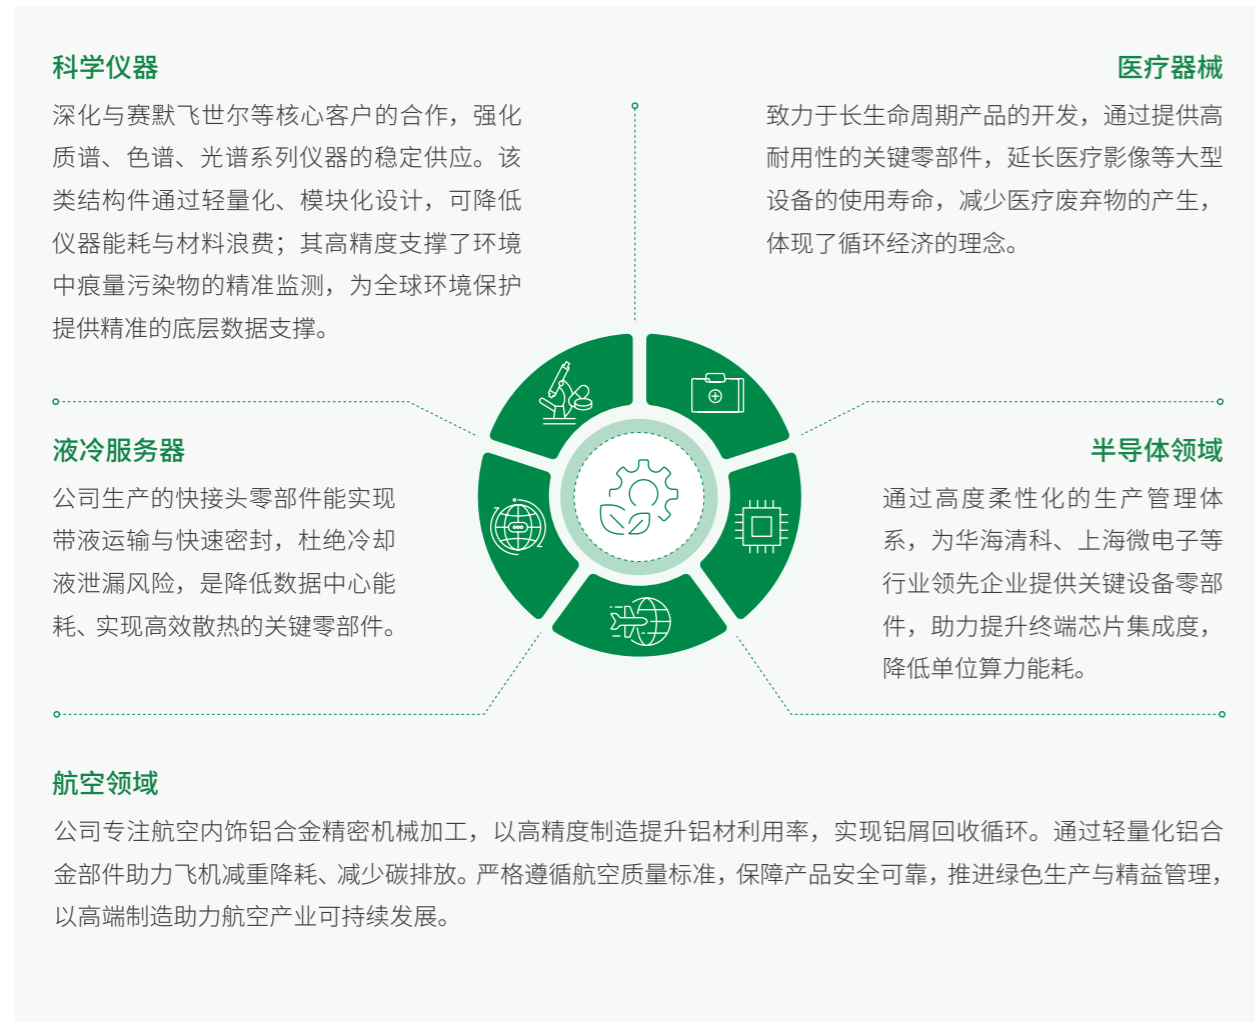 科学仪器
深化与赛默飞世尔等核心客户的合作，强化
质谱、色谱、光谱系列仪器的稳定供应。该
类结构件通过轻量化、模块化设计，可降低
仪器能耗与材料浪费；其高精度支撑了环境
中痕量污染物的精准监测，为全球环境保护
提供精准的底层数据支撑。
医疗器械
致力于长生命周期产品的开发，通过提供高
耐用性的关键零部件，延长医疗影像等大型
设备的使用寿命，减少医疗废弃物的产生，
体现了循环经济的理念。
液冷服务器
公司生产的快接头零部件能实现
带液运输与快速密封，杜绝冷却
液泄漏风险，是降低数据中心能
耗、实现高效散热的关键零部件。
半导体领域
通过高度柔性化的生产管理体
系，为华海清科、上海微电子等
行业领先企业提供关键设备零部
件，助力提升终端芯片集成度，
降低单位算力能耗。
航空领域
公司专注航空内饰铝合金精密机械加工，以高精度制造提升铝材利用率，实现铝屑回收循环。通过轻量化铝合
金部件助力飞机减重降耗、减少碳排放。严格遵循航空质量标准，保障产品安全可靠，推进绿色生产与精益管理，
以高端制造助力航空产业可持续发展。